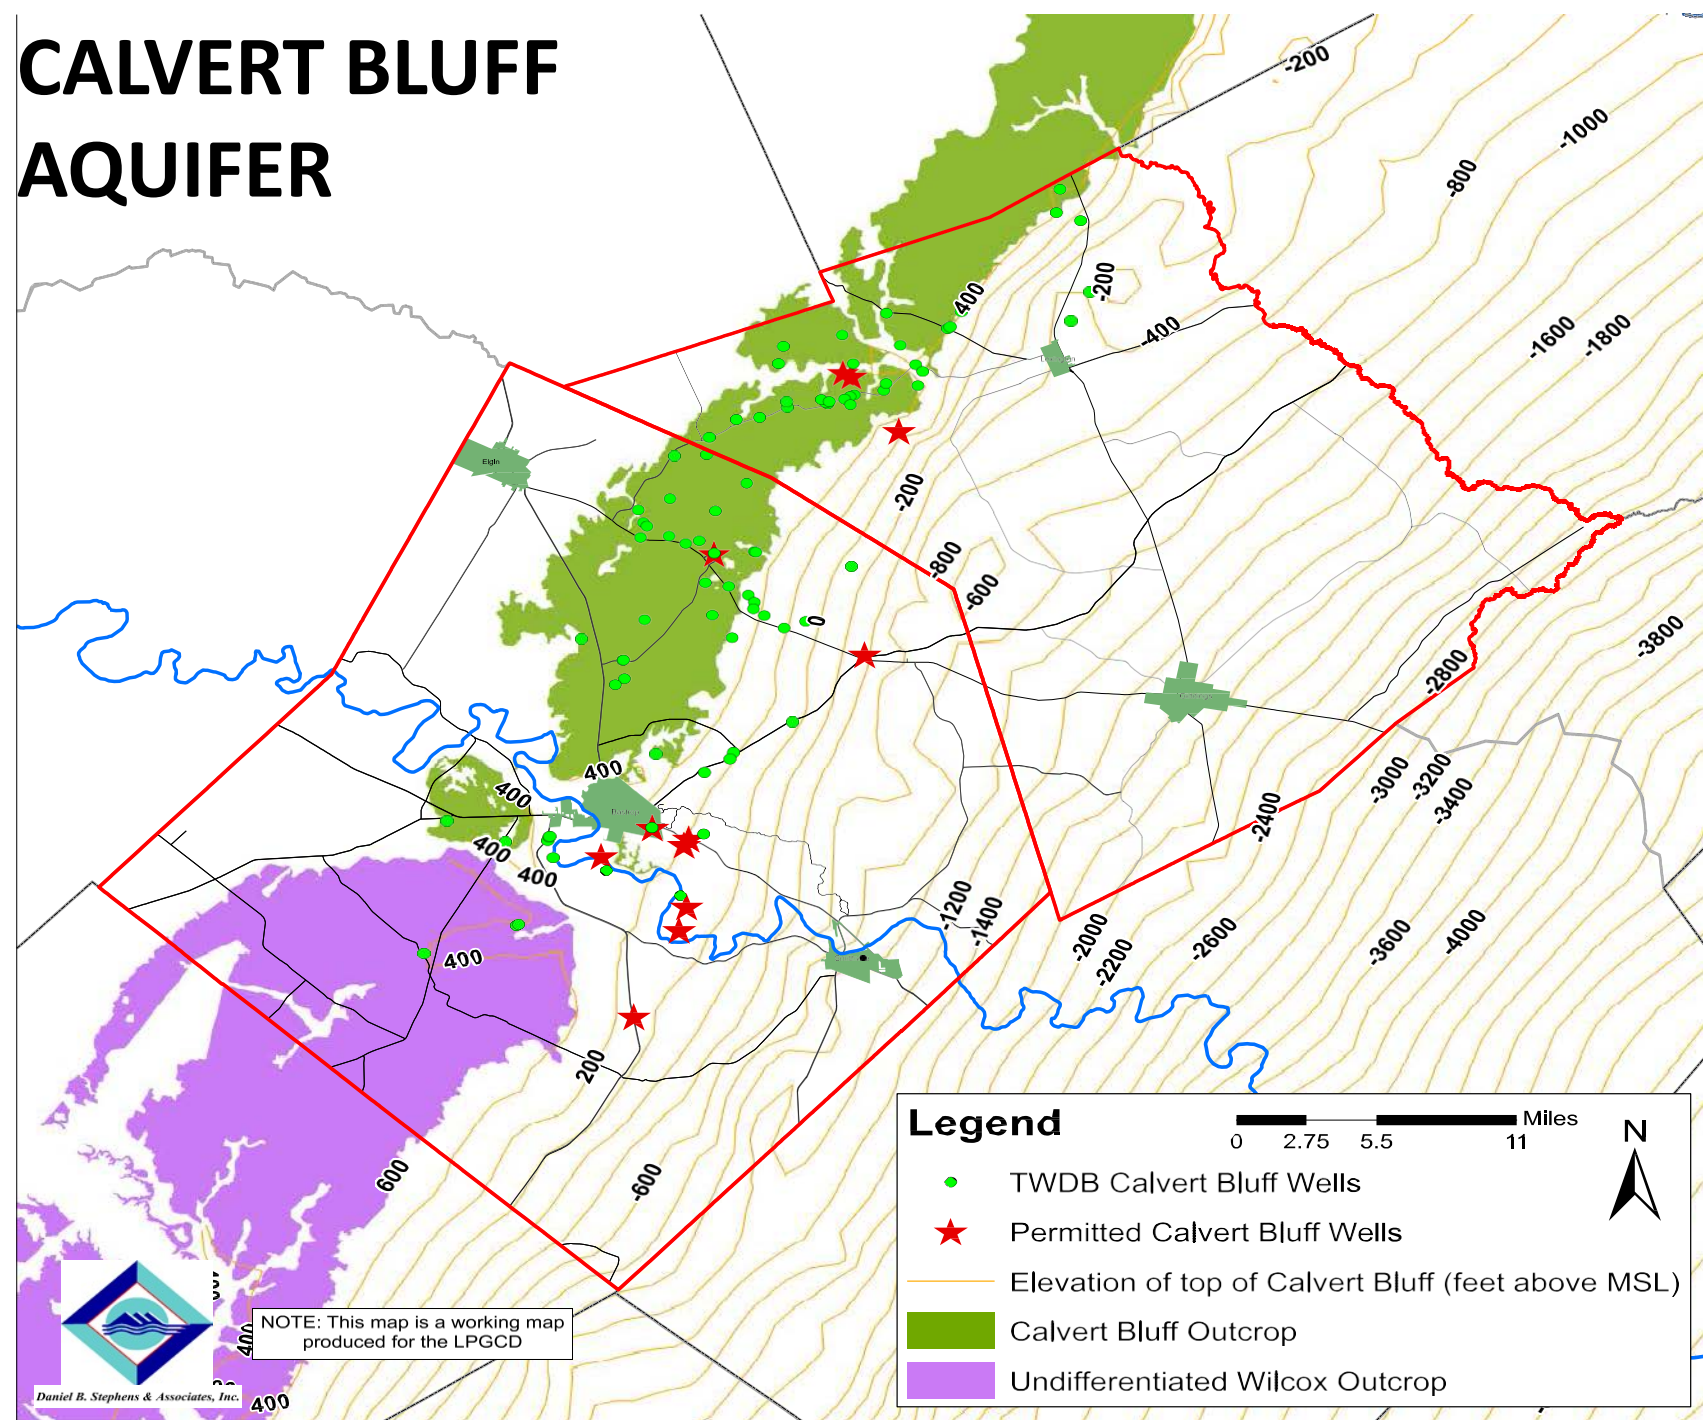 CALVERT BLUFF
AQUIFER
-200
-1000
-800
-200
400
-400
-1600
-1800
Elgin
-200
-800
-600
0
-3800
-2800
400
400
-3000
-3200
-3400
-2400
400
400
-1200
-1400
-2000
-2200
-2600
-3600
-4000
400
200
600
-600
Legend
Miles
0 2.75 5.5 11
N
TWDB Calvert Bluff Wells
Permitted Calvert Bluff Wells
Elevation of top of Calvert Bluff (feet above MSL)
Calvert Bluff Outcrop
Undifferentiated Wilcox Outcrop
NOTE: This map is a working map
produced for the LPGCD
400
Daniel B. Stephens & Associates, Inc.
400